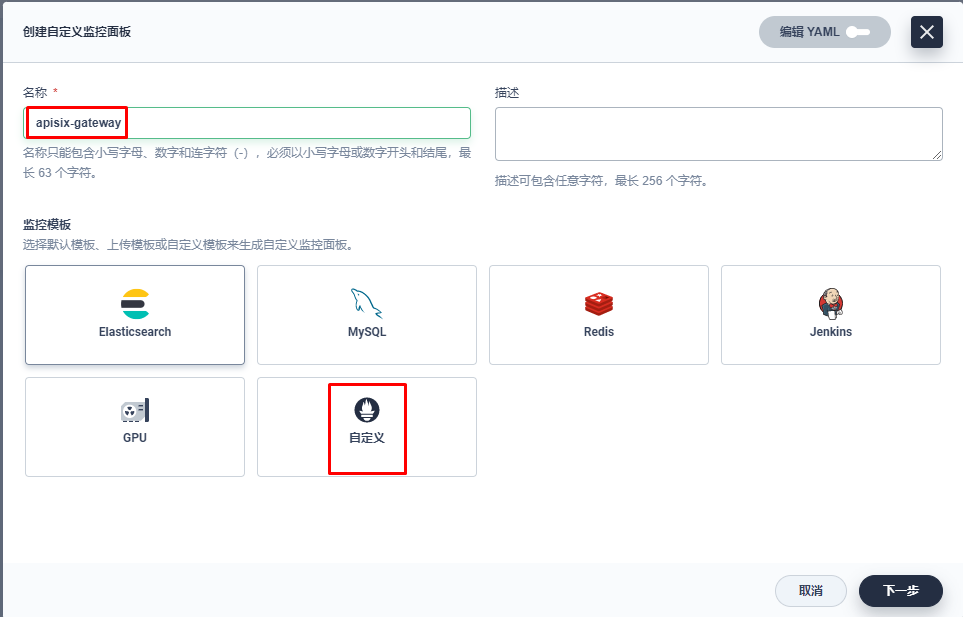 创建自定义监控面板
编辑 YAML
名称 *
apisix-gateway
名称只能包含小写字母、数字和连字符（-），必须以小写字母或数字开头和结尾，最
长 63 个字符。
描述
描述可包含任意字符，最长 256 个字符。
监控模板
选择默认模板、上传模板或自定义模板来生成自定义监控面板。
Elasticsearch
MySQL
Redis
Jenkins
GPU
自定义
取消
下一步